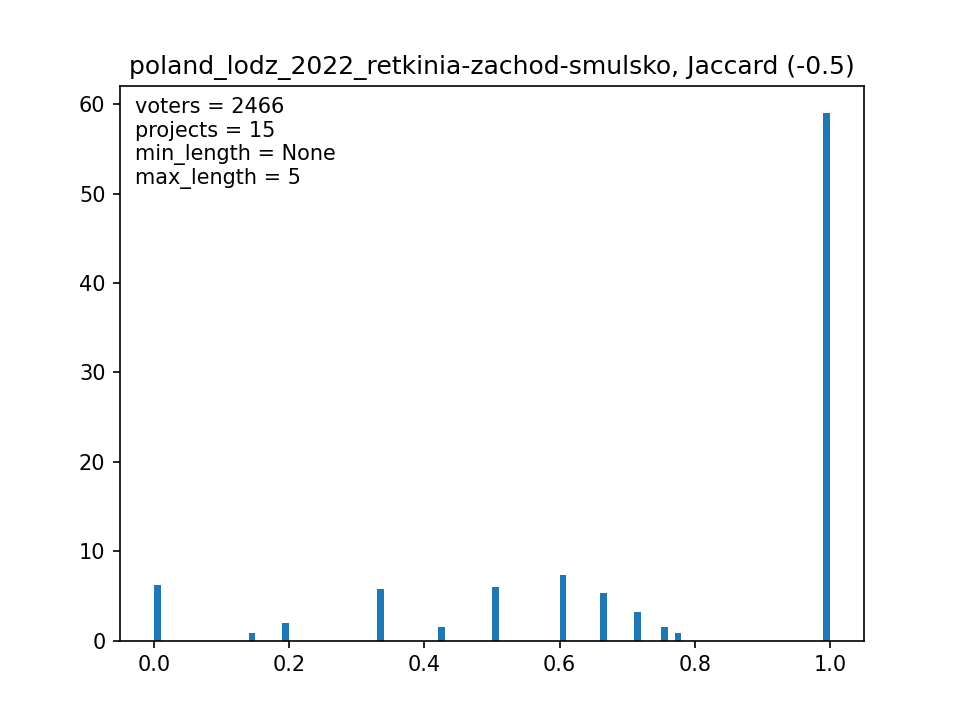 poland_lodz_2022_retkinia-zachod-smulsko, Jaccard (-0.5)
voters = 2466
projects = 15
min_length = None
max_length = 5
60
50
40
30
20
10
0
0.0 0.2 0.4 0.6 0.8 1.0